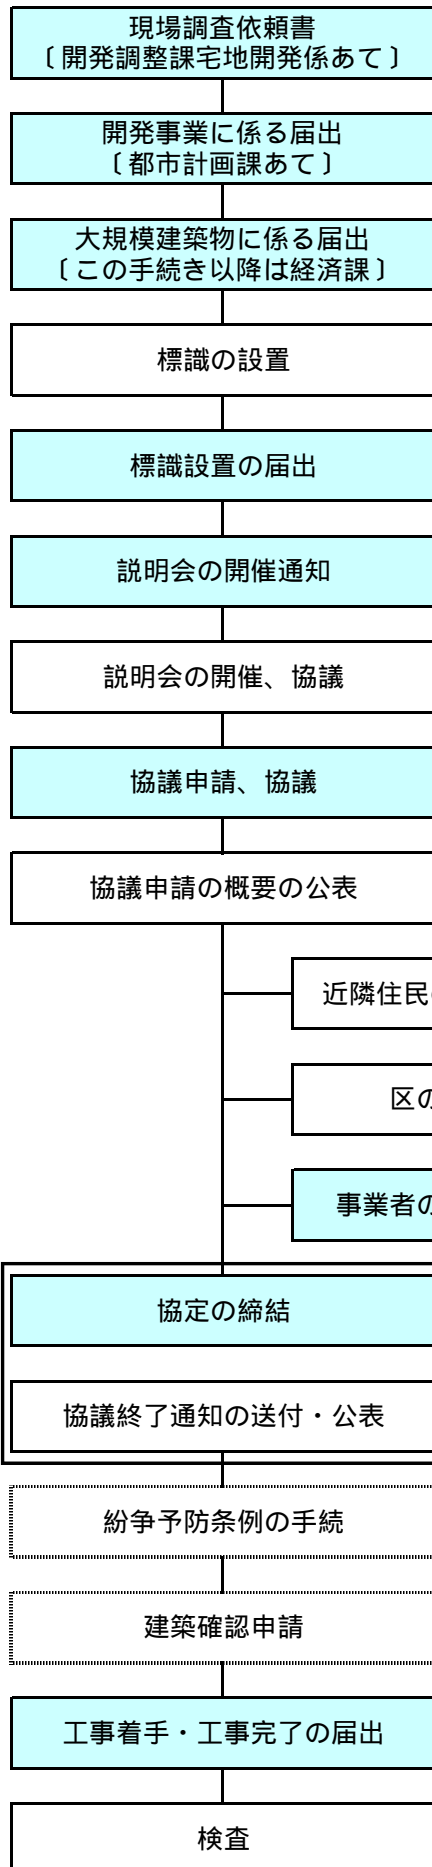 現場調査依頼書
〔 開発調整課宅地開発係あて 〕
開発事業に係る届出
〔 都市計画課あて 〕
大規模建築物に係る届出
〔 この手続き以降は経済課 〕
標識の設置
標識設置の届出
説明会の開催通知
説明会の開催、協議
協議申請、協議
協議申請の概要の公表
近隣住民
区の
事業者の
協定の締結
協議終了通知の送付・公表
紛争予防条例の手続
建築確認申請
工事着手・工事完了の届出
検査